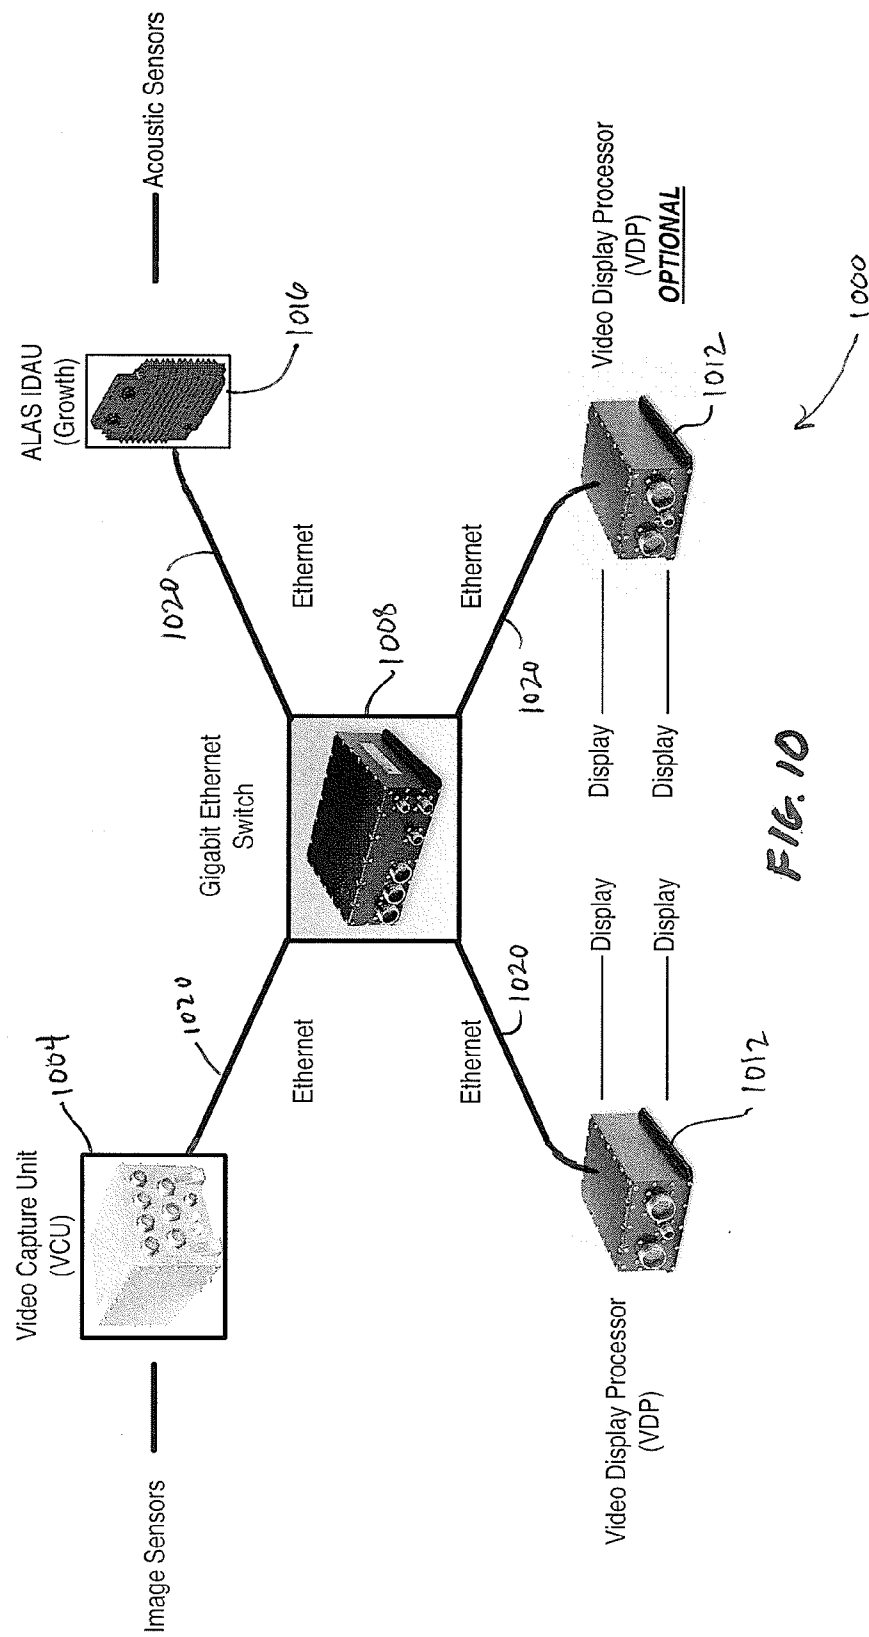 Image Sensors
Video Capture Unit
(VCU)
1004
1020
Ethernet
Gigabit Ethernet
Switch
1008
ALAS IDAU
(Growth)
1016
Acoustic Sensors
1020
Ethernet
Ethernet
1020
Video Display Processor
(VDP)
1012
Display
Display
Ethernet
1020
Display
Display
Video Display Processor
(VDP)
OPTIONAL
1012
1000
FIG. 10